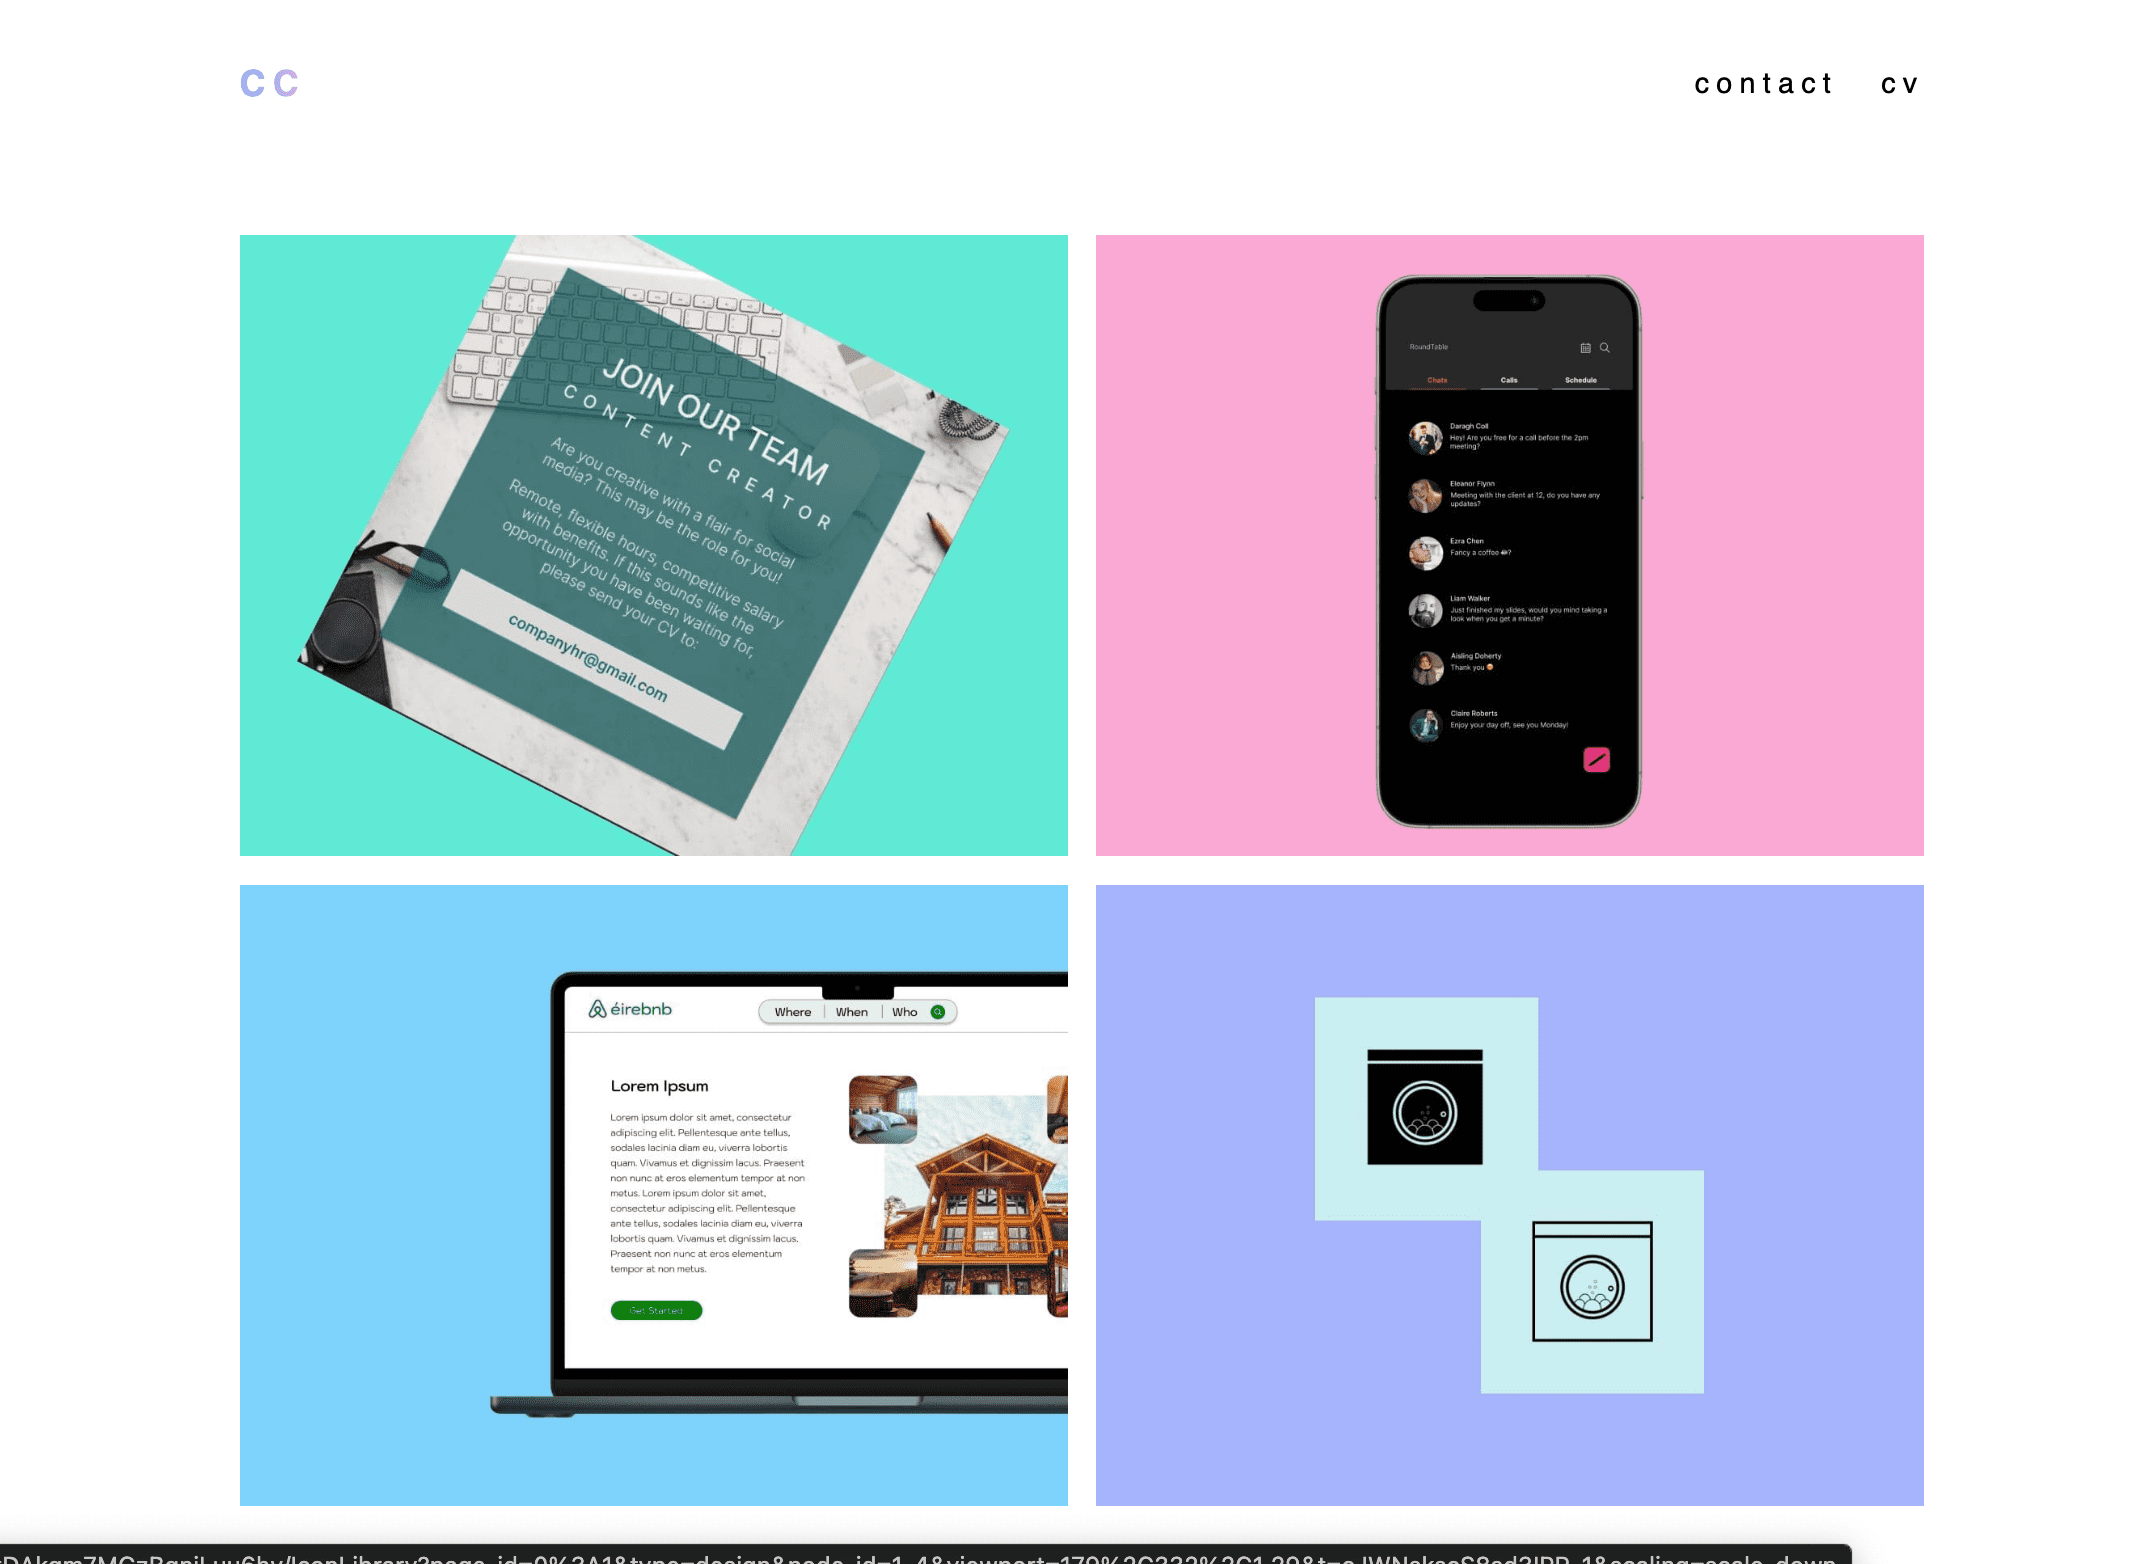 cc
contact cv
JOIN OUR TEAM
CONTENT CREATOR
Are you creative with a flair for social
media? This may be the role for you!
Remote, flexible hours, competitive salary
with benefits. If this sounds like the
opportunity you have been waiting for,
please send your CV to:
companyhr@gmail.com
RoundTable
Chats Calls Schedule
Daragh Coll
Hey! Are you free for a call before the 2pm
meeting?
Eleanor Flynn
Meeting with the client at 12, do you have any
updates?
Ezra Chen
Fancy a coffee ☕?
Liam Walker
Just finished my slides, would you mind taking a
look when you get a minute?
Aisling Doherty
Thank you
Claire Roberts
Enjoy your day off, see you Monday!
éirebnb
Where When Who
Lorem Ipsum
Lorem ipsum dolor sit amet, consectetur
adipiscing elit. Pellentesque ante tellus,
sodales lacinia diam eu, viverra lobortis
quam. Vivamus et dignissim lacus. Praesent
non nunc at eros elementum tempor at non
metus. Lorem ipsum dolor sit amet,
consectetur adipiscing elit. Pellentesque
ante tellus, sodales lacinia diam eu, viverra
lobortis quam. Vivamus et dignissim lacus.
Praesent non nunc at eros elementum
tempor at non metus.
Get Started